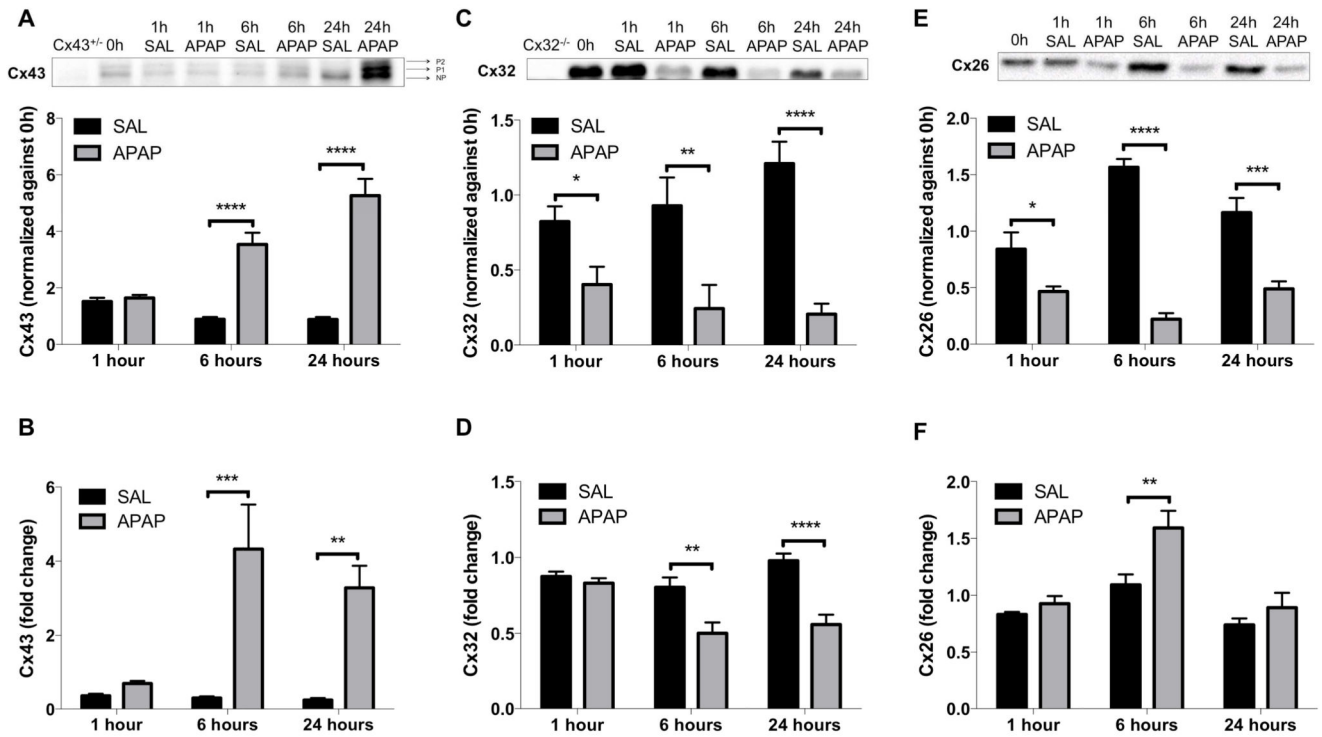 A
1h 1h 6h 6h 24h 24h
Cx43+/- 0h SAL APAP SAL APAP SAL APAP
Cx43
P2
P1
NP
Cx43 (normalized against 0h)
8
6
4
2
0
SAL
APAP
****
****
1 hour 6 hours 24 hours
C
1h 1h 6h 6h 24h 24h
Cx32-/- 0h SAL APAP SAL APAP SAL APAP
Cx32
Cx32 (normalized against 0h)
1.5
1.0
0.5
0.0
SAL
APAP
*
**
****
1 hour 6 hours 24 hours
E
1h 1h 6h 6h 24h 24h
0h SAL APAP SAL APAP SAL APAP
Cx26
Cx26 (normalized against 0h)
2.0
1.5
1.0
0.5
0.0
SAL
APAP
*
****
***
1 hour 6 hours 24 hours
B
Cx43 (fold change)
6
4
2
0
SAL
APAP
***
**
1 hour 6 hours 24 hours
D
Cx32 (fold change)
1.5
1.0
0.5
0.0
SAL
APAP
**
****
1 hour 6 hours 24 hours
F
Cx26 (fold change)
2.0
1.5
1.0
0.5
0.0
SAL
APAP
**
1 hour 6 hours 24 hours